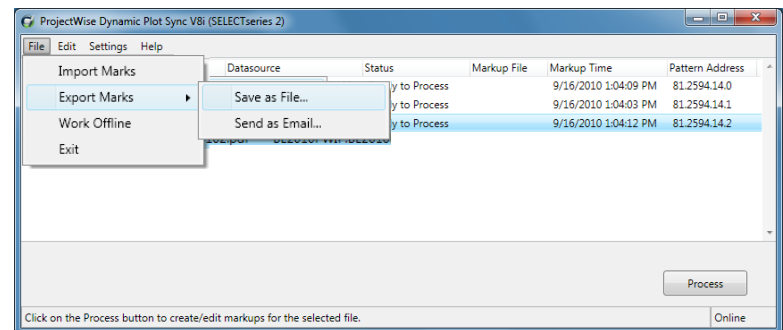 ProjectWise Dynamic Plot Sync V8i (SELECTseries 2)
File Edit Settings Help
Datasource Status Markup File Markup Time Pattern Address
Import Marks
y to Process 9/16/2010 1:04:09 PM 81.2594.14.0
Export Marks Save as File...
y to Process 9/16/2010 1:04:03 PM 81.2594.14.1
Work Offline Send as Email...
y to Process 9/16/2010 1:04:12 PM 81.2594.14.2
Exit
Process
Click on the Process button to create/edit markups for the selected file. Online